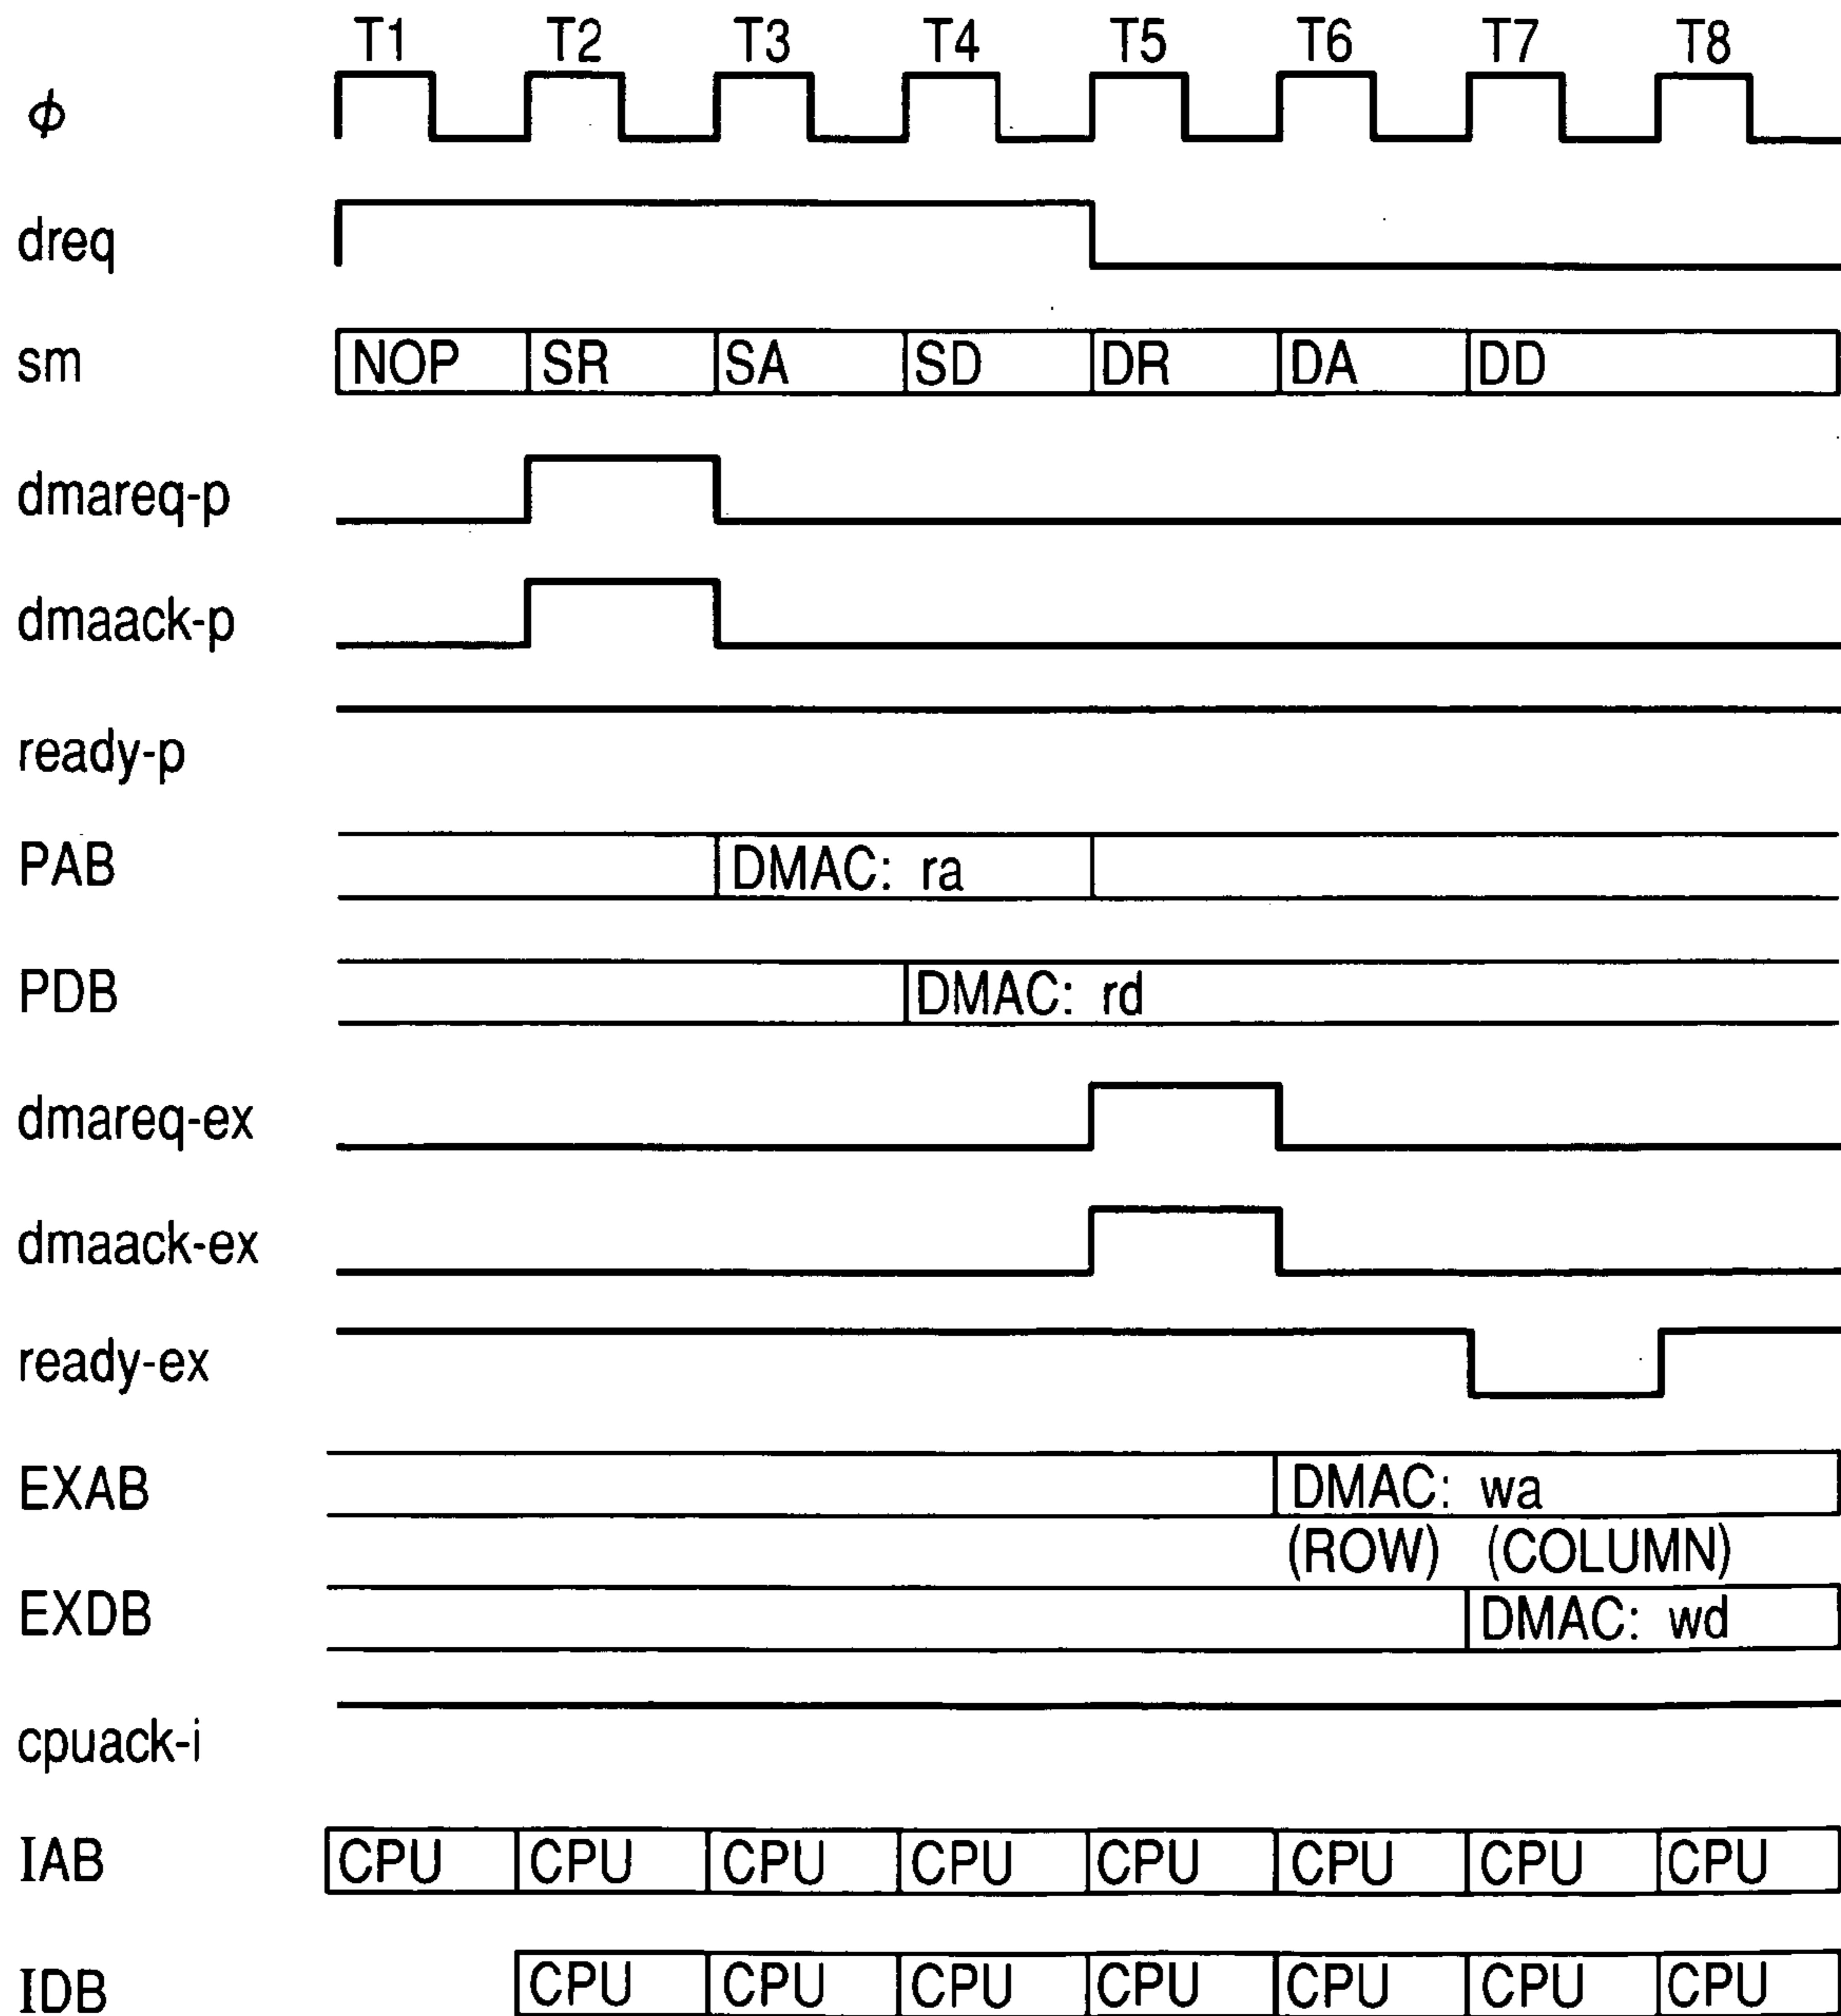 T1 T2 T3 T4 T5 T6 T7 T8
ϕ
dreq
sm NOP SR SA SD DR DA DD
dmareq-p
dmaack-p
ready-p
PAB DMAC: ra
PDB DMAC: rd
dmareq-ex
dmaack-ex
ready-ex
EXAB DMAC: wa
(ROW) (COLUMN)
EXDB DMAC: wd
cpuack-i
IAB CPU CPU CPU CPU CPU CPU CPU CPU
IDB CPU CPU CPU CPU CPU CPU CPU